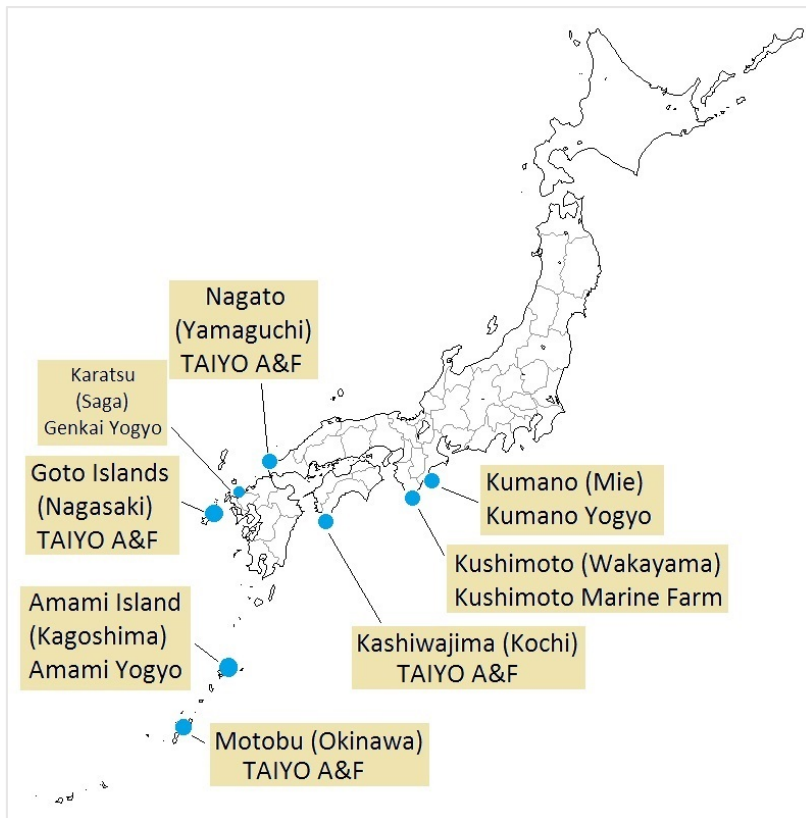 Nagato
(Yamaguchi)
TAIYO A&F
Karatsu
(Saga)
Genkai Yogyo
Goto Islands
(Nagasaki)
TAIYO A&F
Kumano (Mie)
Kumano Yogyo
Kushimoto (Wakayama)
Kushimoto Marine Farm
Amami Island
(Kagoshima)
Amami Yogyo
Kashiwajima (Kochi)
TAIYO A&F
Motobu (Okinawa)
TAIYO A&F